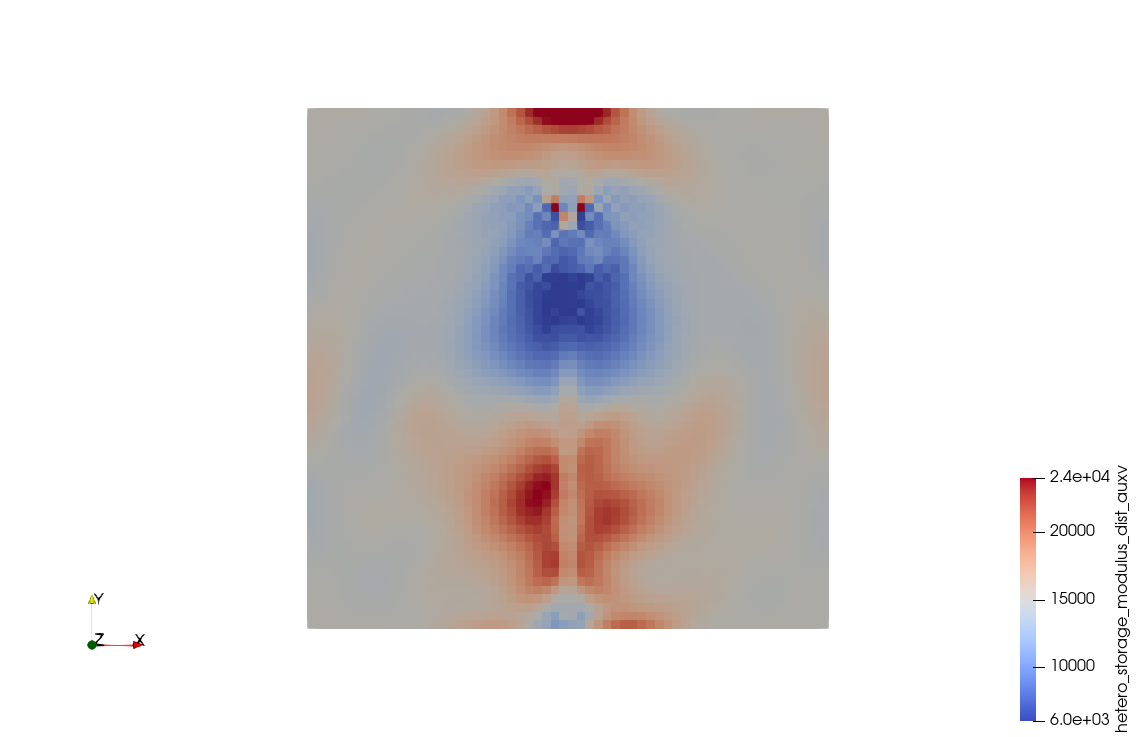 2.4e+04
20000
15000
10000
6.0e+03
hetero_storage_modulus_dist_auxv
Y
Z
X